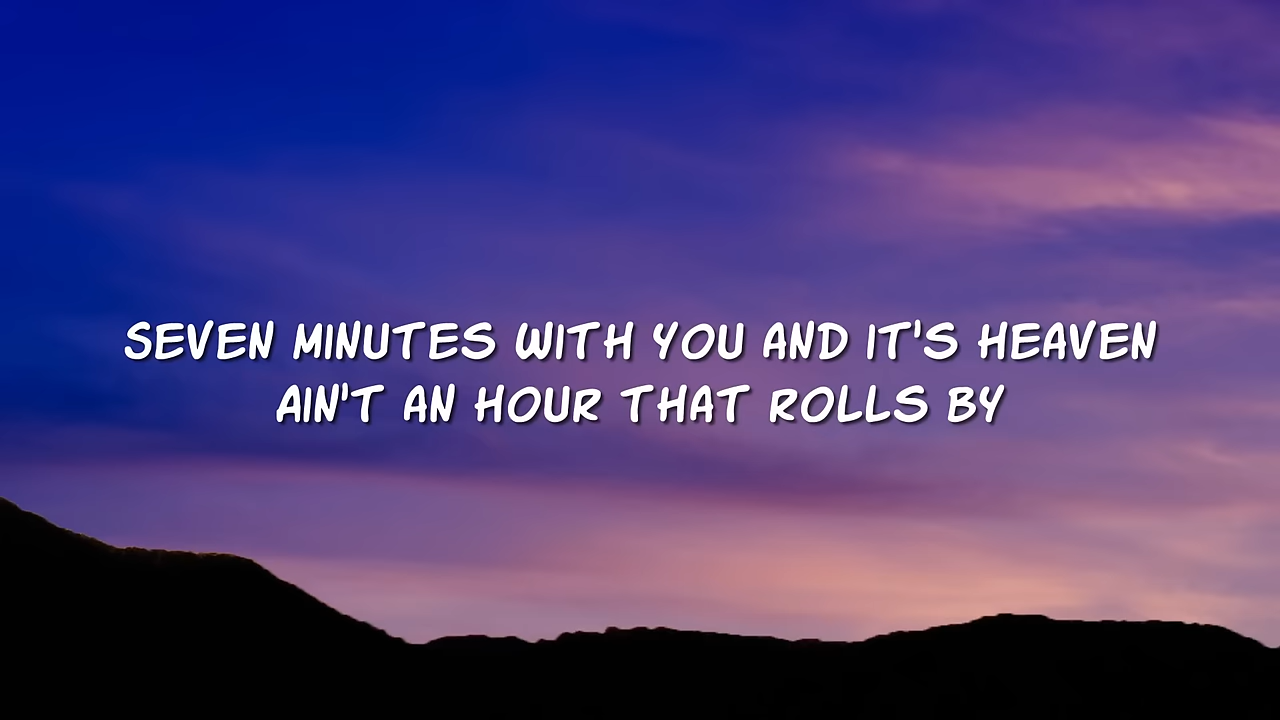 SEVEN MINUTES WITH YOU AND IT'S HEAVEN
AIN'T AN HOUR THAT ROLLS BY